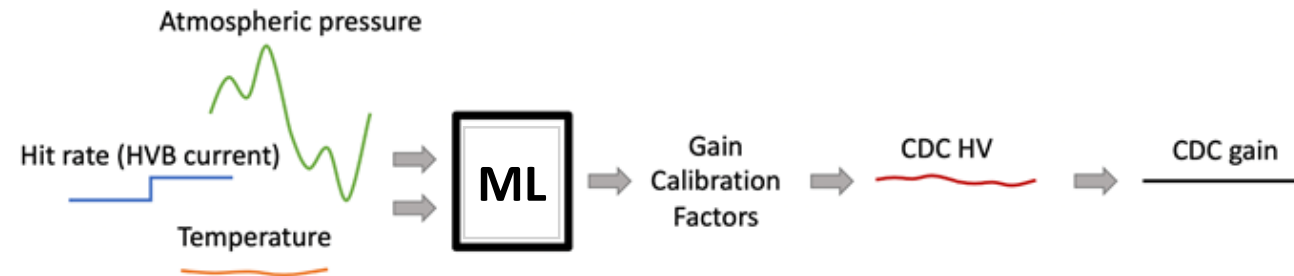 Atmospheric pressure
Hit rate (HVB current)
Temperature
ML
Gain
Calibration
Factors
CDC HV
CDC gain